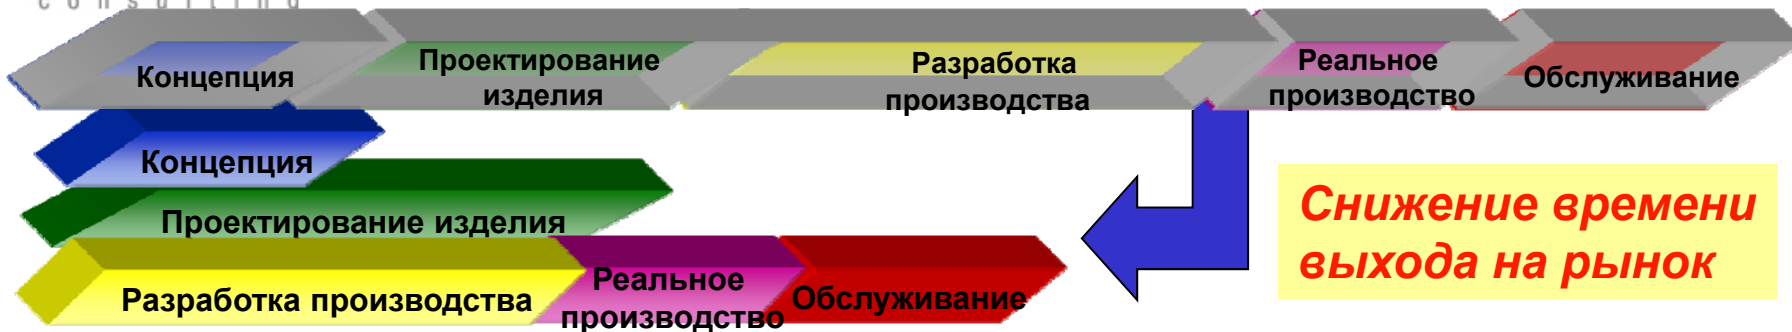 consulting
Концепция
Проектирование
изделия
Разработка
производства
Реальное
производство
Обслуживание
Концепция
Проектирование изделия
Разработка производства
Реальное
производство
Обслуживание
Снижение времени
выхода на рынок